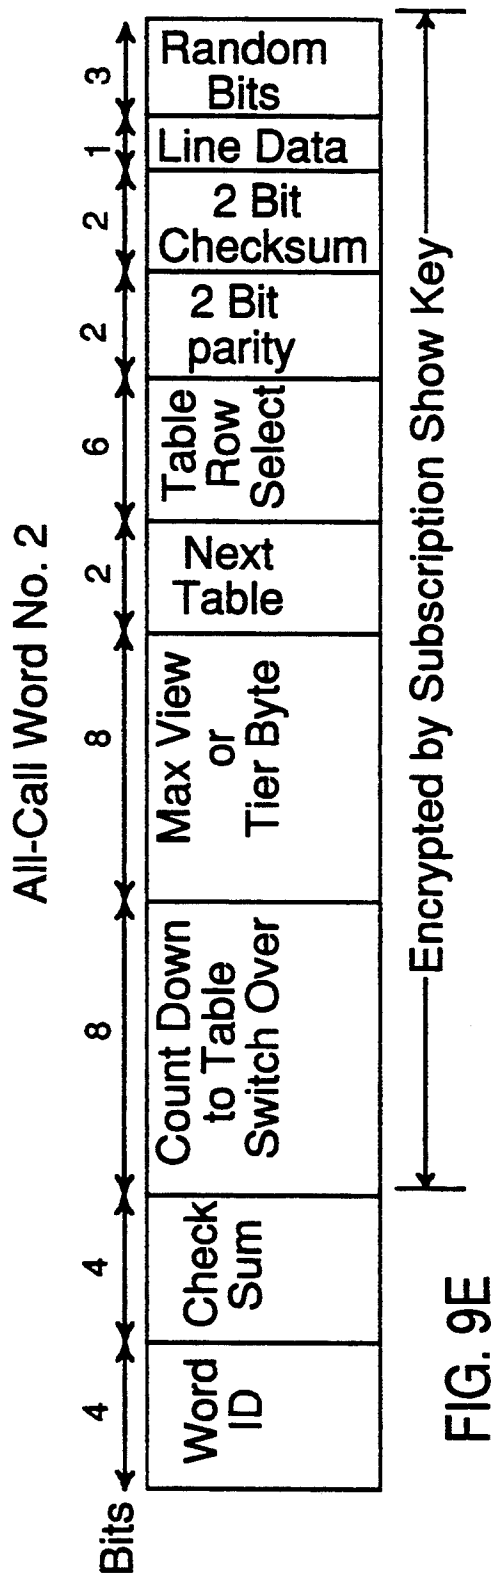 All-Call Word No. 2
Bits 4 4 8 8 2 6 2 2 1 3
Word
ID
Check
Sum
Count Down
to Table
Switch Over
Max View
or
Tier Byte
Next
Table
Table
Row
Select
2 Bit
parity
2 Bit
Checksum
Line Data
Random
Bits
Encrypted by Subscription Show Key
FIG. 9E